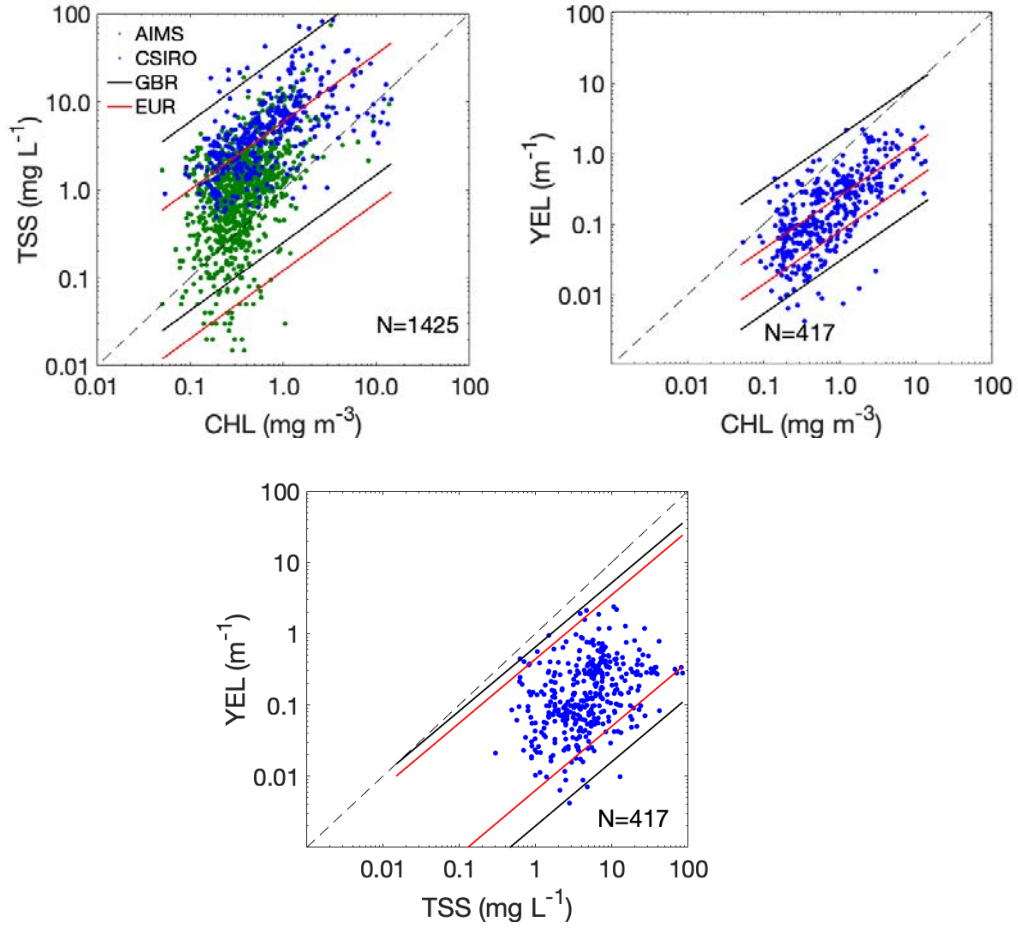 100
10.0
1.0
0.1
0.01
TSS (mg L⁻¹)
AIMS
CSIRO
GBR
EUR
N=1425
0.01 0.1 1.0 10.0 100
CHL (mg m⁻³)
100
10
1.0
0.1
0.01
YEL (m⁻¹)
N=417
0.01 0.1 1.0 10 100
CHL (mg m⁻³)
100
10
1
0.1
0.01
YEL (m⁻¹)
N=417
0.01 0.1 1 10 100
TSS (mg L⁻¹)